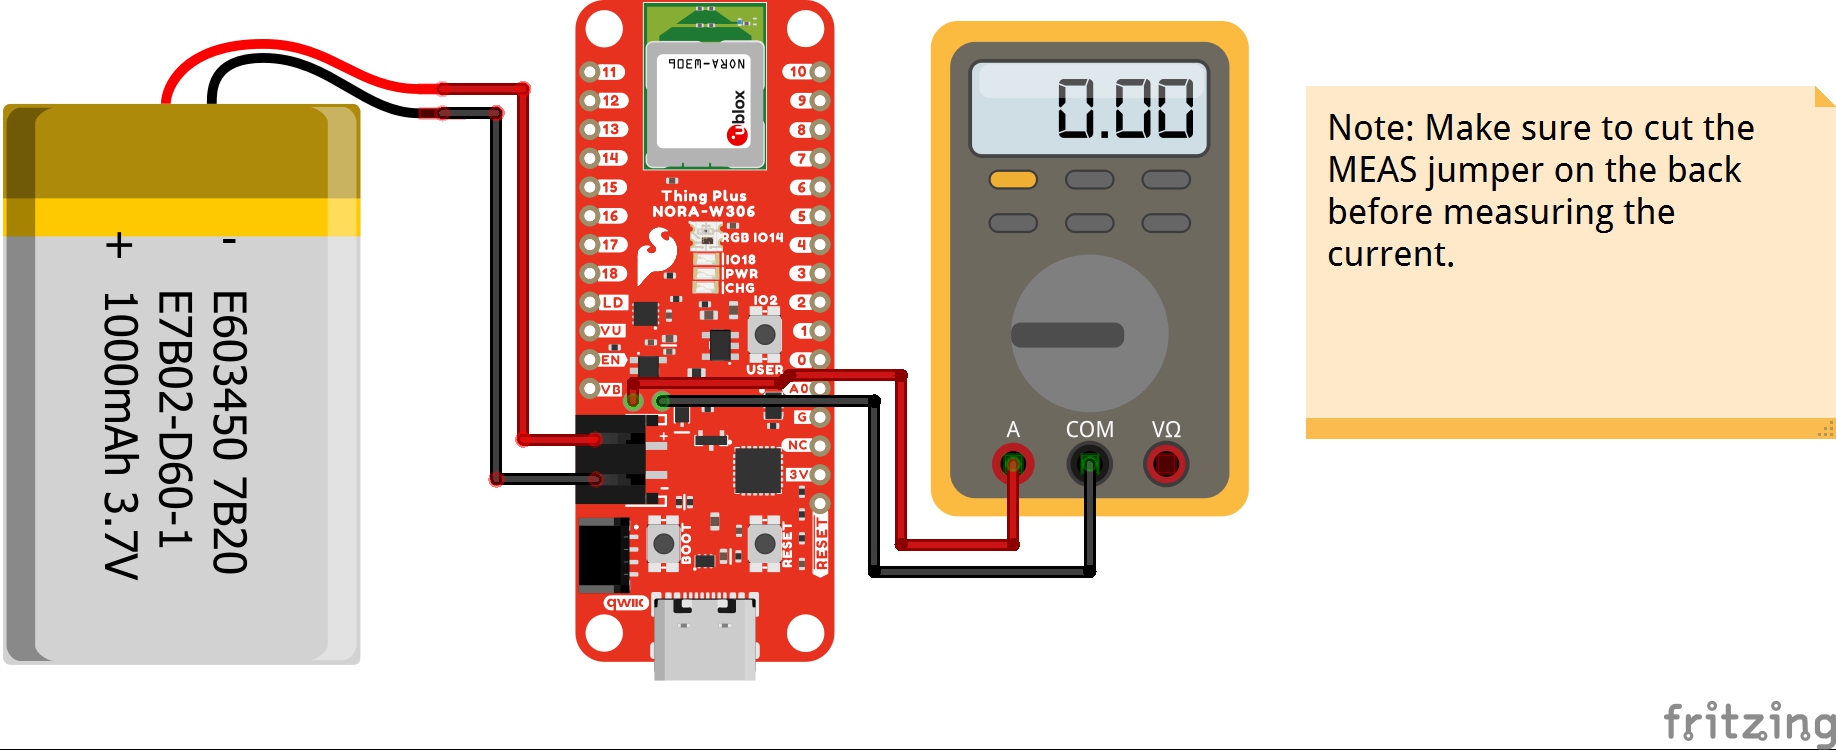 + -
E603450 7B20
E7B02-D60-1
1000mAh 3.7V
NORA-W306
ublox
11
12
13
14
15
16
17
18
LD
VU
EN
VB
10
9
8
7
6
5
4
3
2
1
0
A0
G
NC
3V
RESET
Thing Plus
NORA-W306
RGB IO14
IO18
PWR
CHG
IO2
USER
+
-
BOOT
RESET
qwiic
0.00
A COM VΩ
Note: Make sure to cut the
MEAS jumper on the back
before measuring the
current.
fritzing